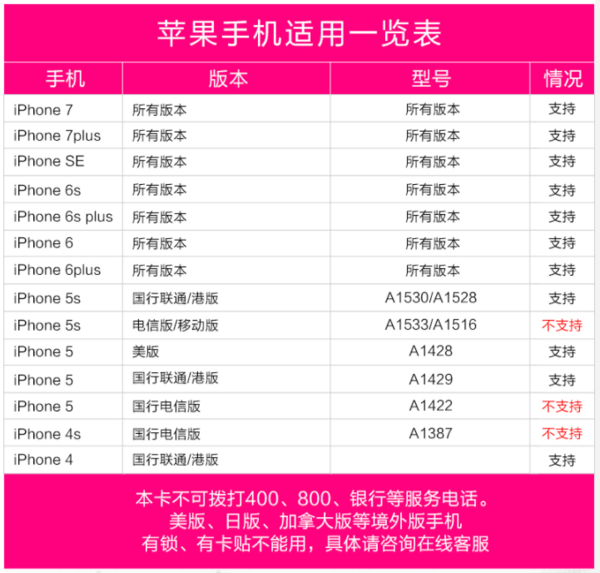 苹果手机适用一览表
手机 版本 型号 情况
iPhone 7 所有版本 所有版本 支持
iPhone 7plus 所有版本 所有版本 支持
iPhone SE 所有版本 所有版本 支持
iPhone 6s 所有版本 所有版本 支持
iPhone 6s plus 所有版本 所有版本 支持
iPhone 6 所有版本 所有版本 支持
iPhone 6plus 所有版本 所有版本 支持
iPhone 5s 国行联通/港版 A1530/A1528 支持
iPhone 5s 电信版/移动版 A1533/A1516 不支持
iPhone 5 美版 A1428 支持
iPhone 5 国行联通/港版 A1429 支持
iPhone 5 国行电信版 A1422 不支持
iPhone 4s 国行电信版 A1387 不支持
iPhone 4 国行联通/港版 支持
本卡不可拨打400、800、银行等服务电话。
美版、日版、加拿大版等境外版手机
有锁、有卡贴不能用，具体请咨询在线客服